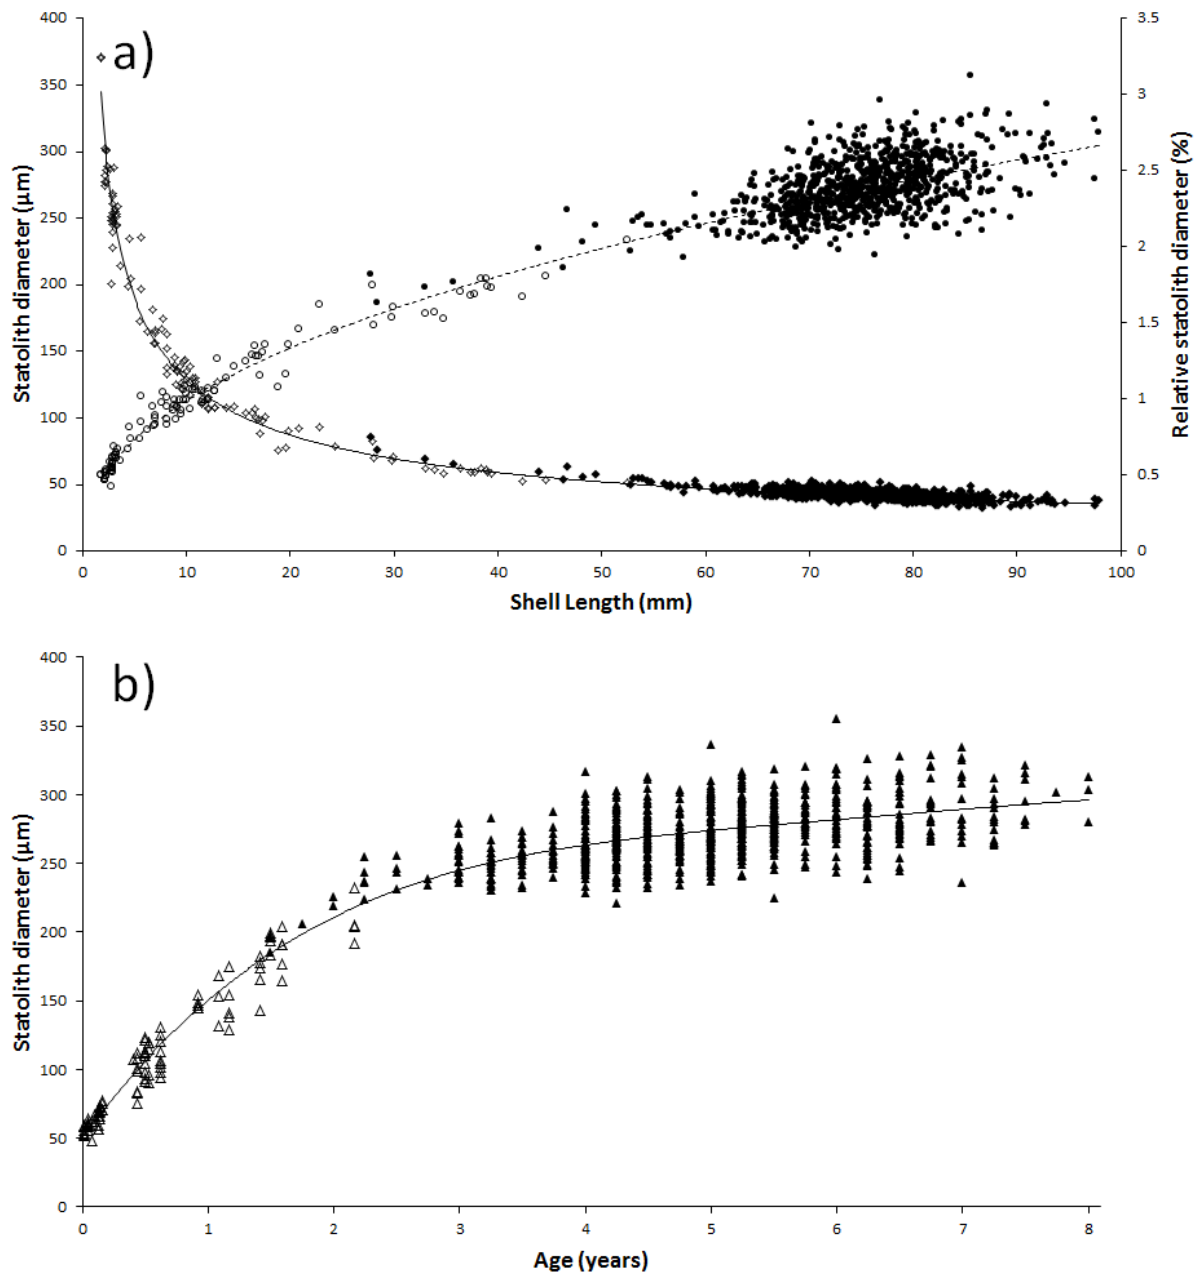 a)
400
350
300
250
200
150
100
50
0
Statolith diameter (µm)
3.5
3
2.5
2
1.5
1
0.5
0
Relative statolith diameter (%)
0 10 20 30 40 50 60 70 80 90 100
Shell Length (mm)
b)
400
350
300
250
200
150
100
50
0
Statolith diameter (µm)
0 1 2 3 4 5 6 7 8
Age (years)